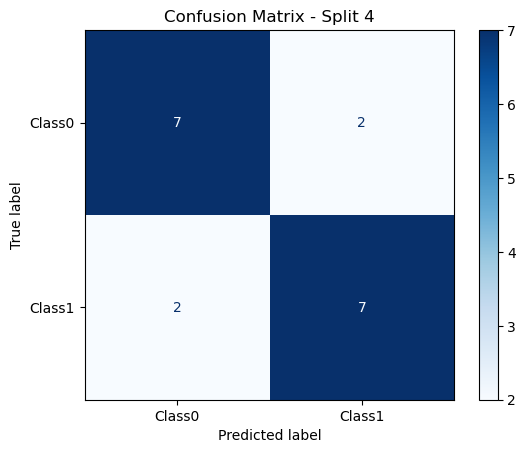 Confusion Matrix - Split 4
7
Class0
7
2
6
True label
5
4
Class1
2
7
3
2
Class0
Class1
Predicted label